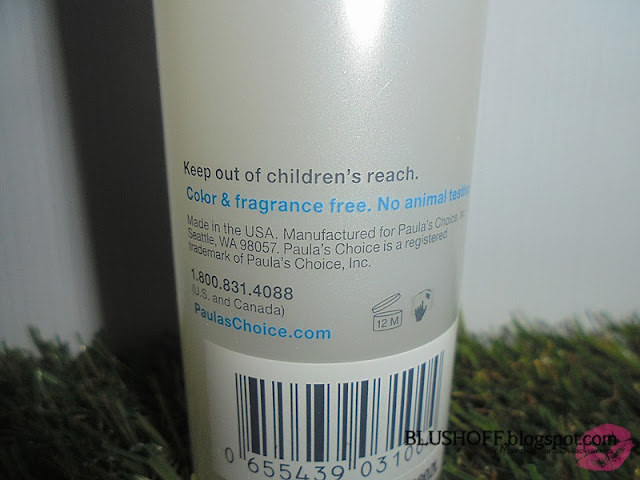 Keep out of children's reach.
Color & fragrance free. No animal testing
Made in the USA. Manufactured for Paula's Choice, Inc
Seattle, WA 98057. Paula's Choice is a registered
trademark of Paula's Choice, Inc.
1.800.831.4088
(U.S. and Canada)
PaulasChoice.com
12 M
0 655439 0310
BLUSHOFF.blogspot.com